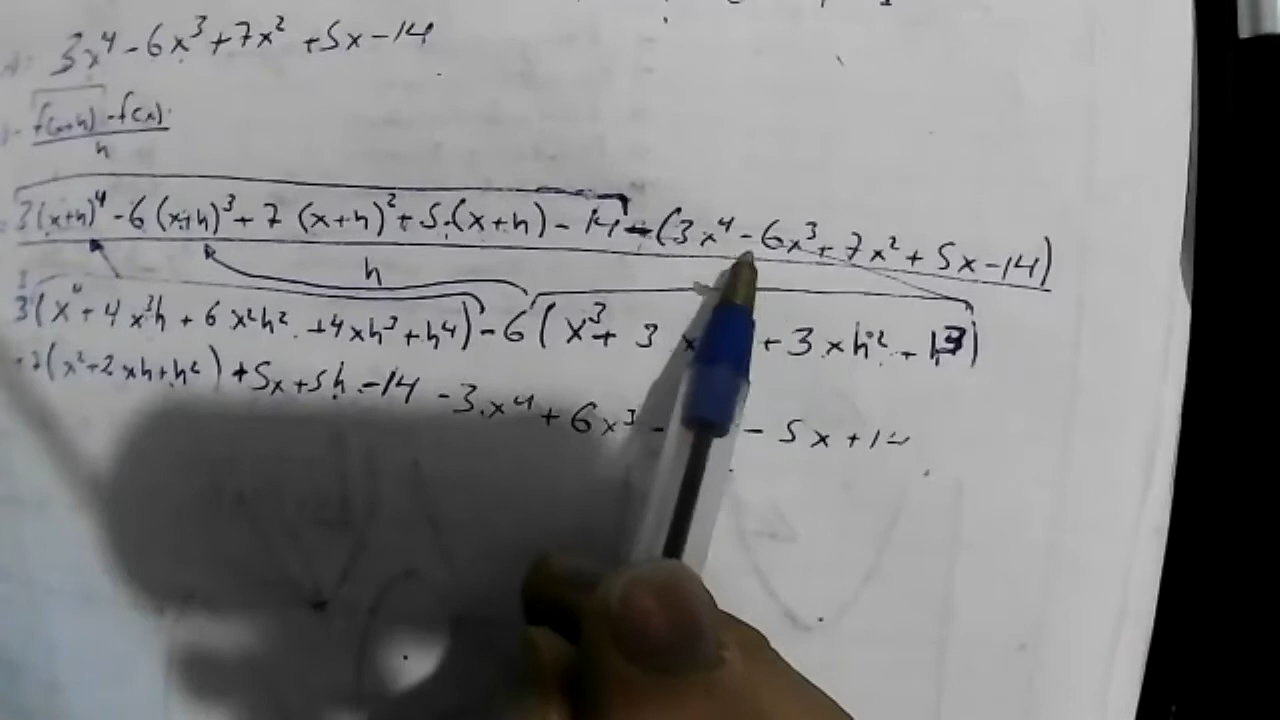 3x⁴ - 6x³ + 7x² + 5x - 14
f(x+h) - f(x)
h
3(x+h)⁴ - 6(x+h)³ + 7(x+h)² + 5·(x+h) - 14 - (3x⁴ - 6x³ + 7x² + 5x - 14)
h
3(x⁴ + 4x³h + 6x²h² + 4xh³ + h⁴) - 6(x³ + 3 x + 3xh² + h3)
(x² + 2xh + h²) + 5x + 5h - 14 - 3x⁴ + 6x³ - - 5x + 14